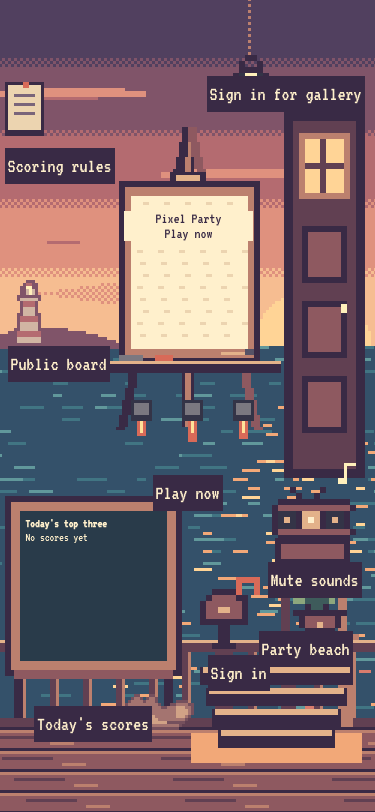 Sign in for gallery
Scoring rules
Pixel Party
Play now
Public board
Play now
Today's top three
No scores yet
Mute sounds
Party beach
Sign in
Today's scores